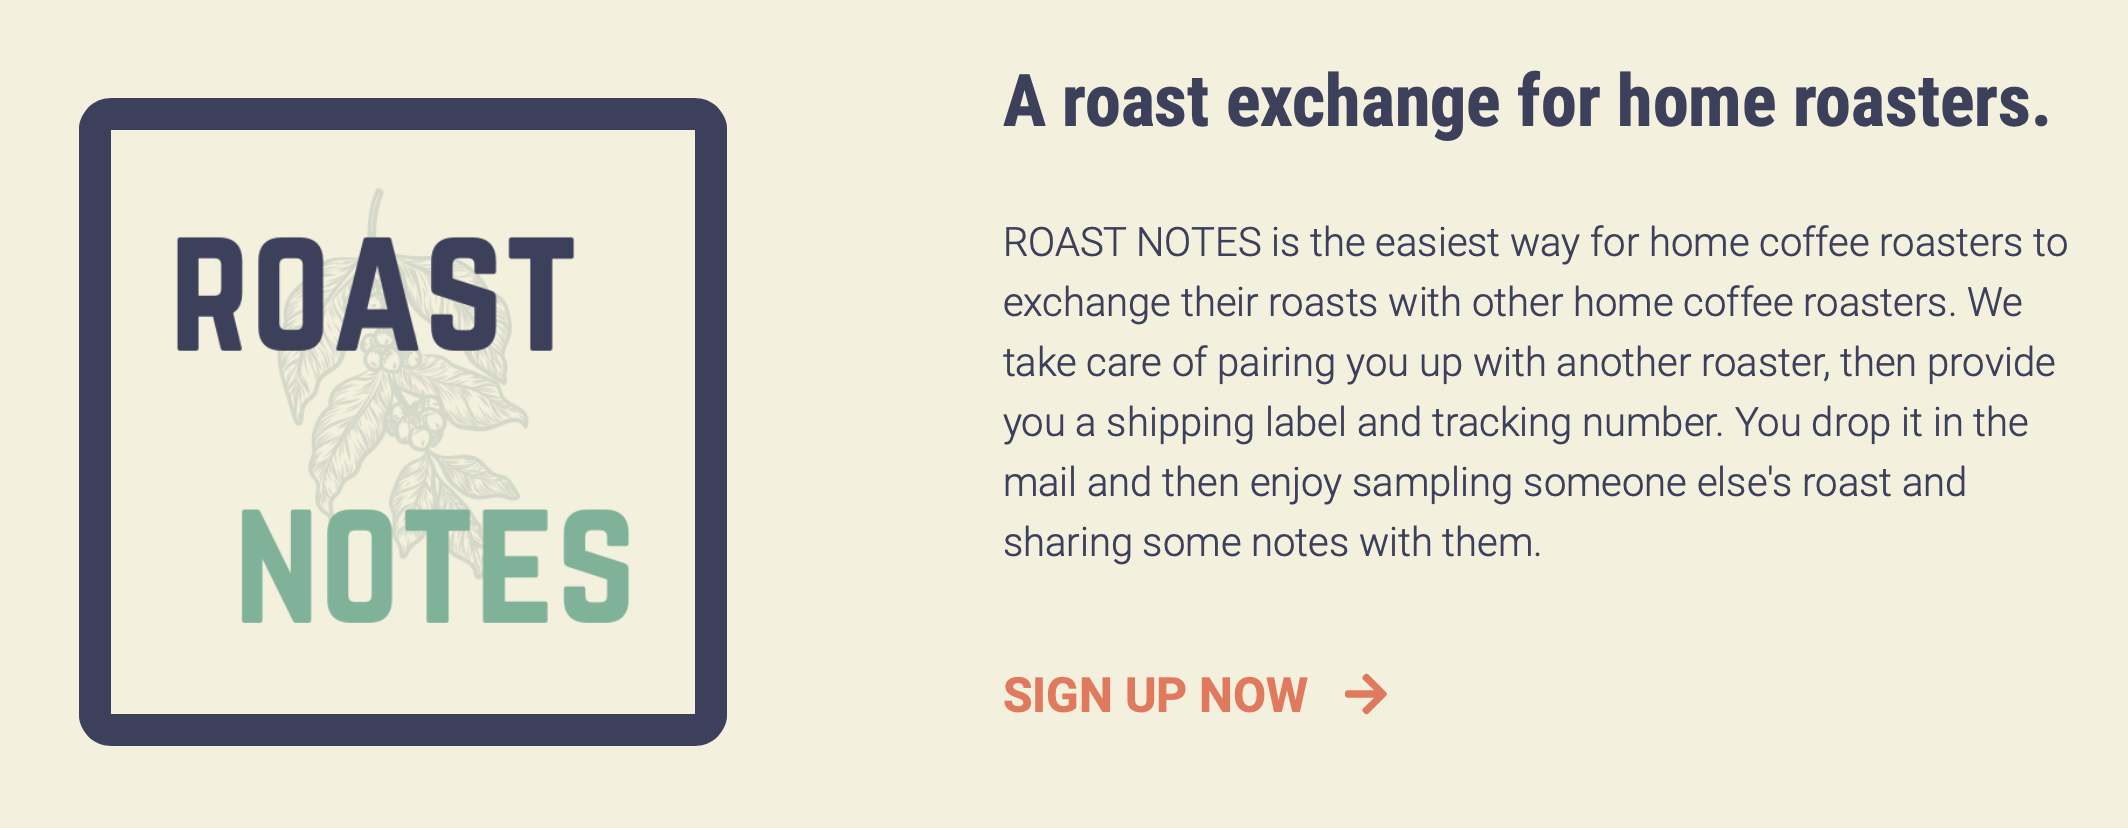 ROAST
NOTES
A roast exchange for home roasters.
ROAST NOTES is the easiest way for home coffee roasters to
exchange their roasts with other home coffee roasters. We
take care of pairing you up with another roaster, then provide
you a shipping label and tracking number. You drop it in the
mail and then enjoy sampling someone else's roast and
sharing some notes with them.
SIGN UP NOW →